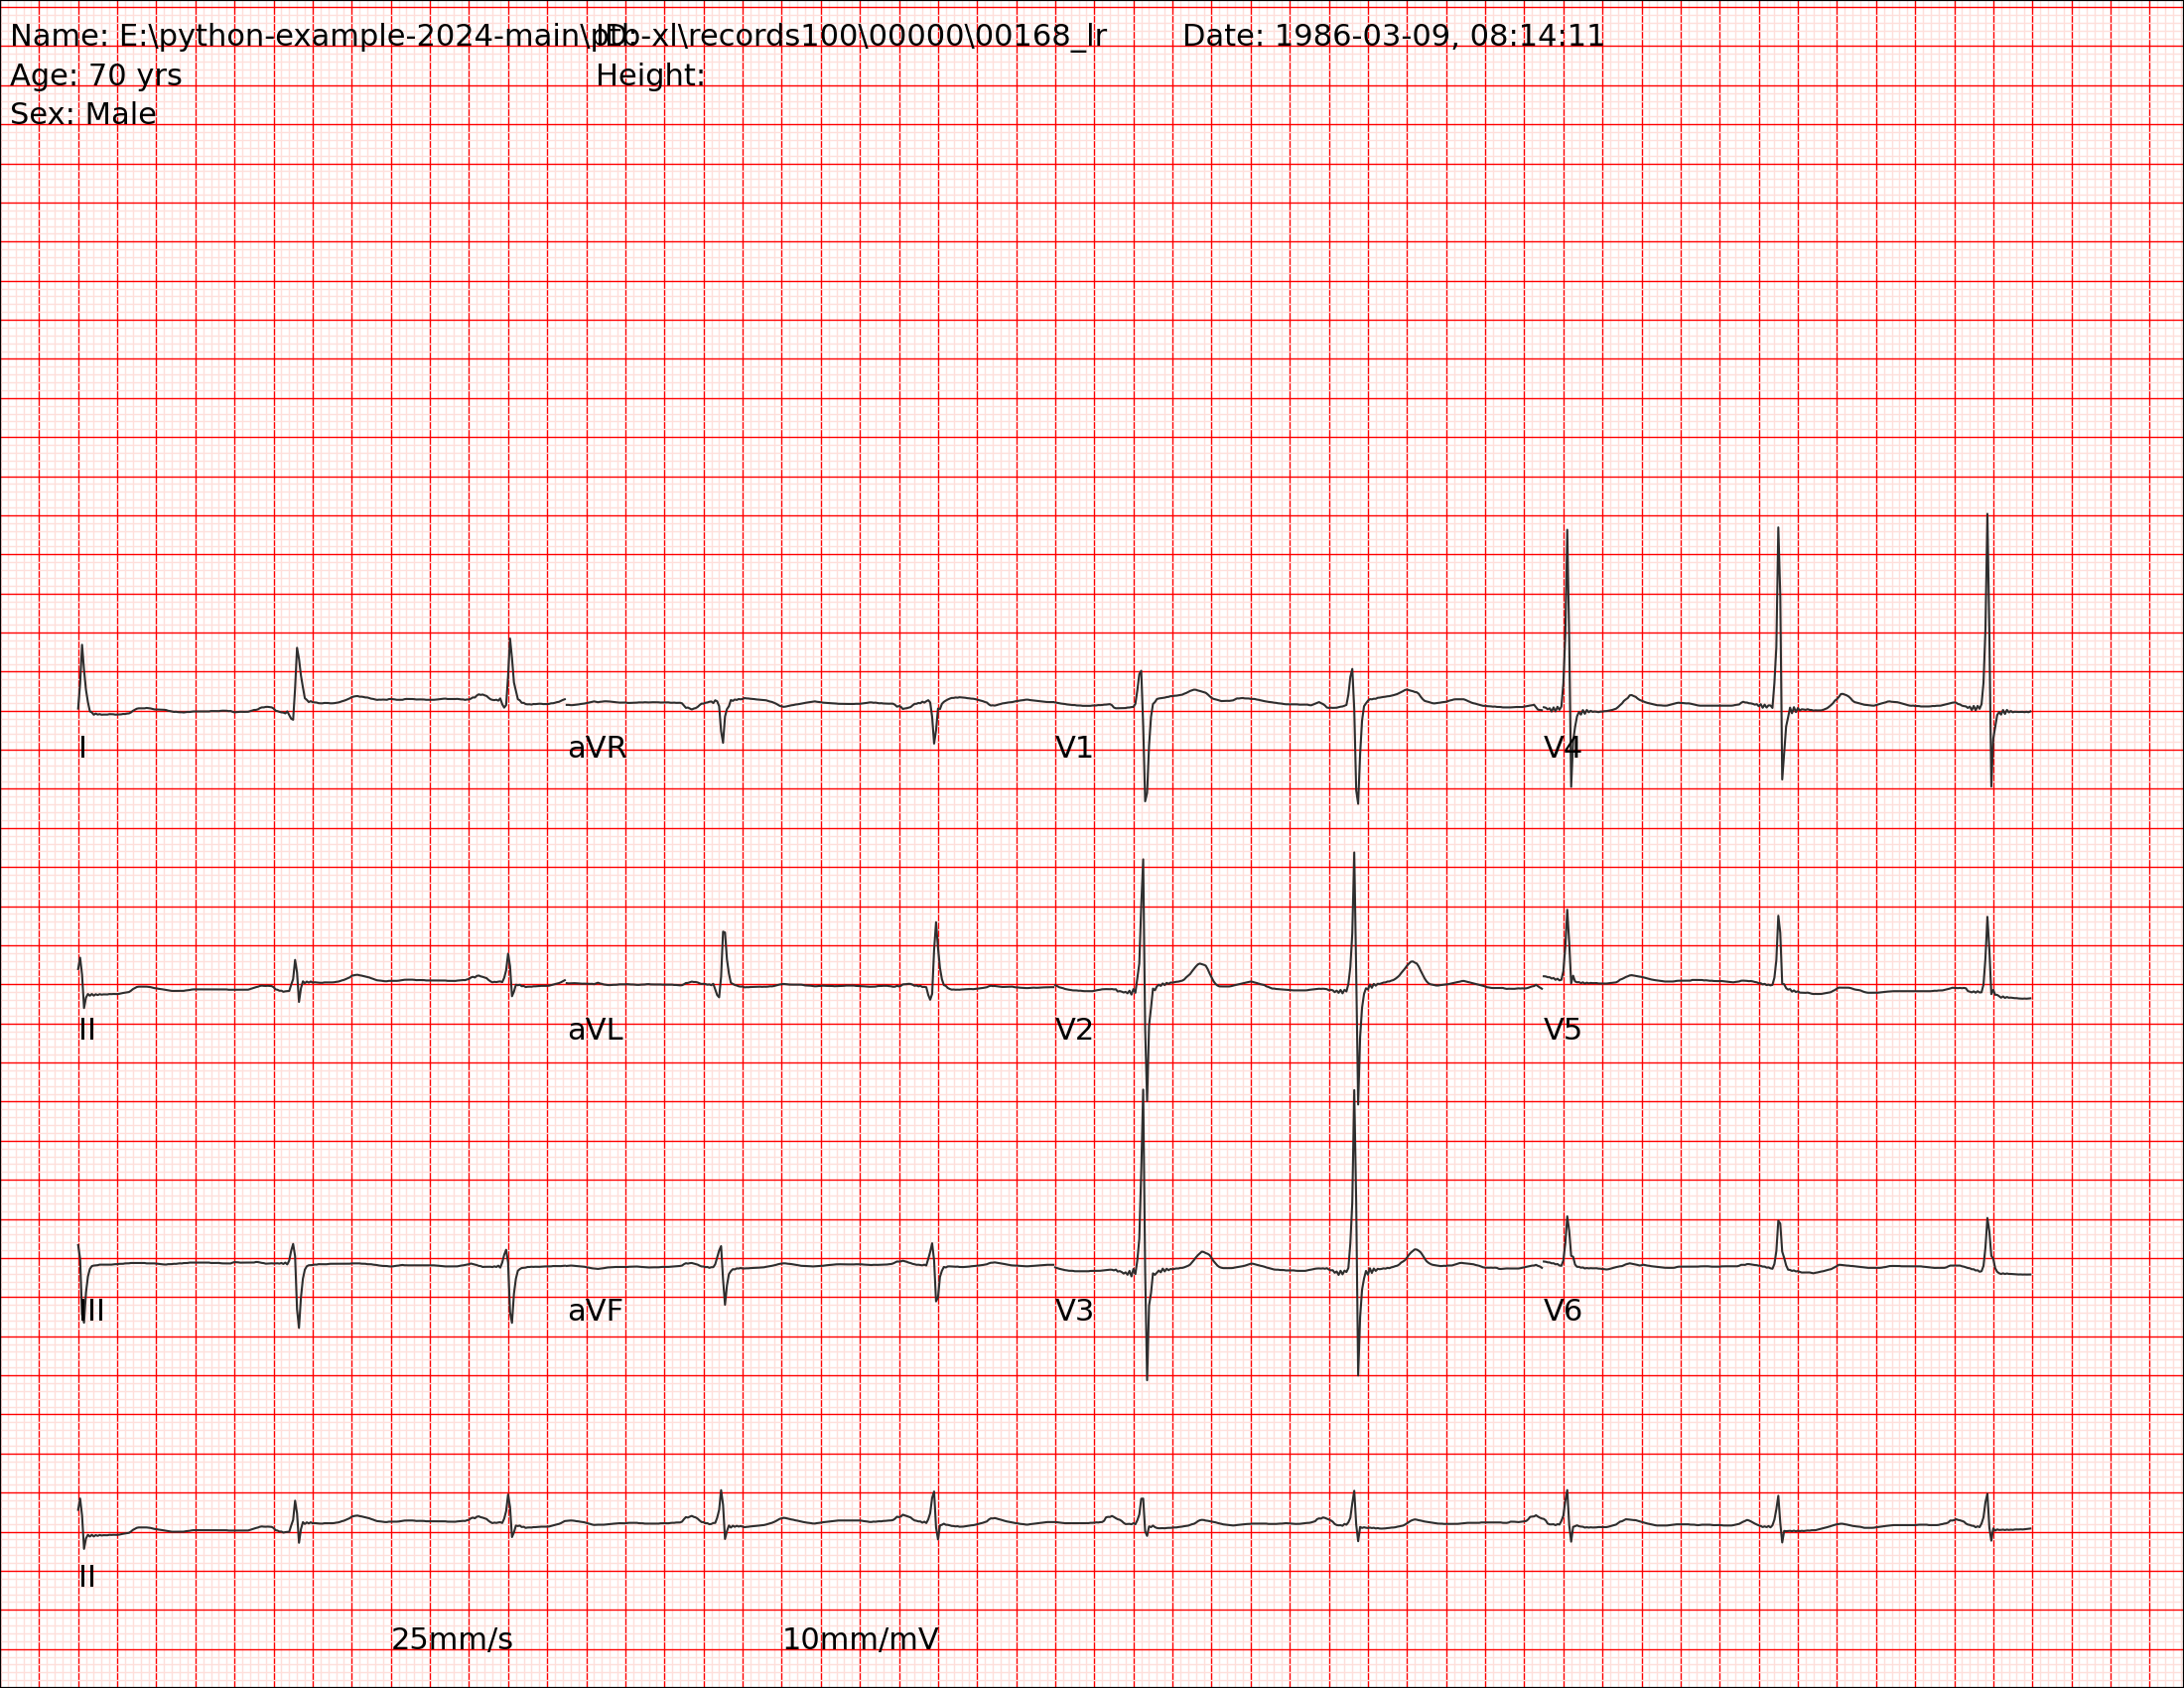 Name: E:\python-example-2024-main\ptb-xl\records100\00000\00168_lr ID: Date: 1986-03-09, 08:14:11
Age: 70 yrs Height:
Sex: Male
I aVR V1 V4
II aVL V2 V5
III aVF V3 V6
II
25mm/s 10mm/mV